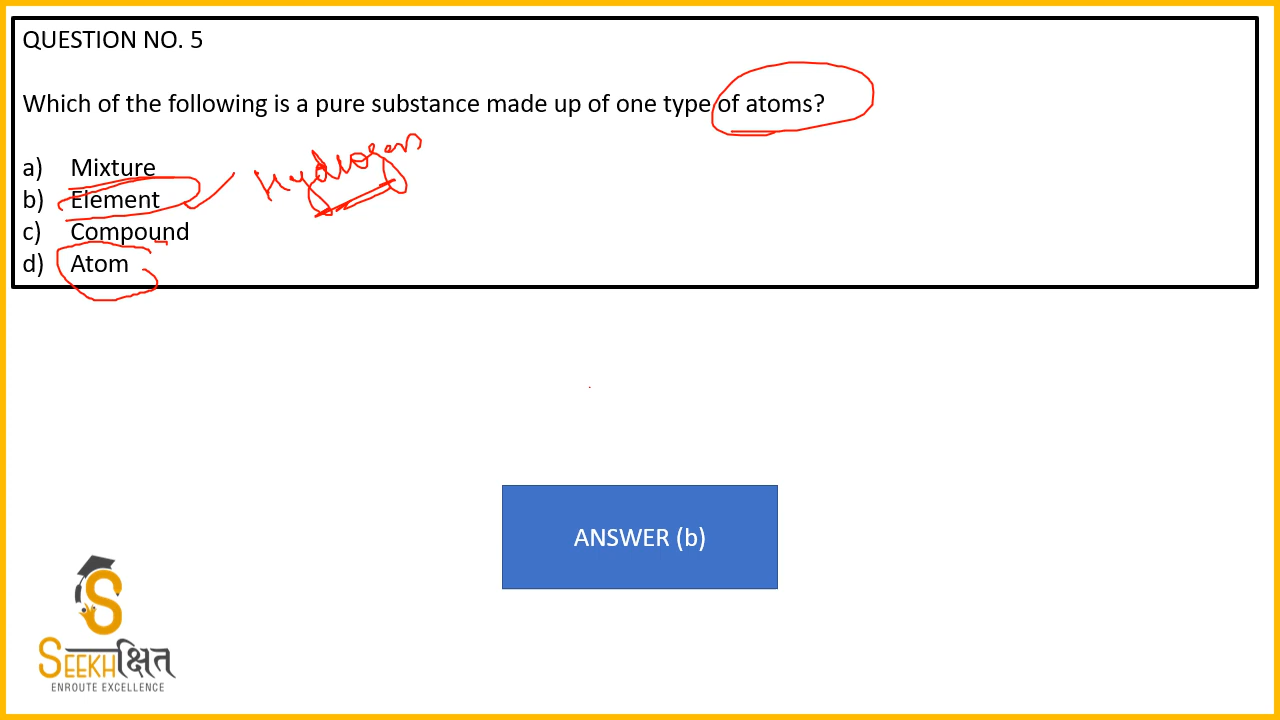 QUESTION NO. 5
Which of the following is a pure substance made up of one type of atoms?
a) Mixture
b) Element
c) Compound
d) Atom
Hydrogen
ANSWER (b)
SEEKHक्षित
ENROUTE EXCELLENCE